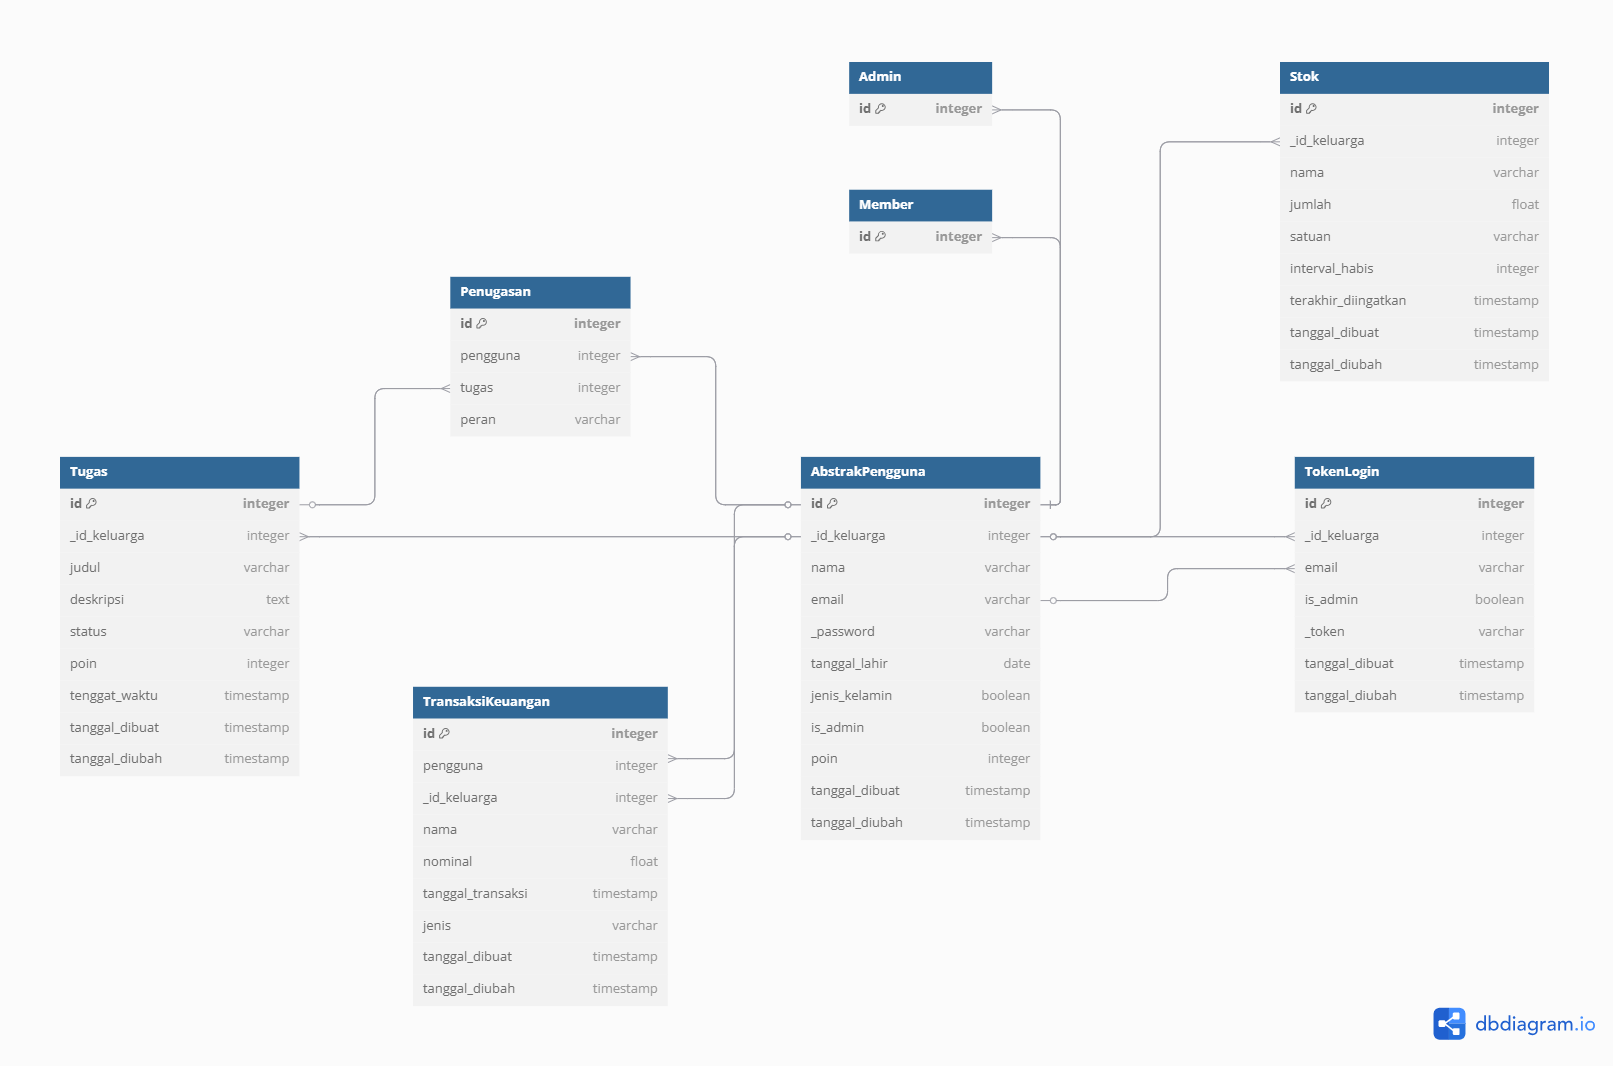 Admin
id integer
Member
id integer
Stok
id integer
_id_keluarga integer
nama varchar
jumlah float
satuan varchar
interval_habis integer
terakhir_diingatkan timestamp
tanggal_dibuat timestamp
tanggal_diubah timestamp
Penugasan
id integer
pengguna integer
tugas integer
peran varchar
Tugas
id integer
_id_keluarga integer
judul varchar
deskripsi text
status varchar
poin integer
tenggat_waktu timestamp
tanggal_dibuat timestamp
tanggal_diubah timestamp
AbstrakPengguna
id integer
_id_keluarga integer
nama varchar
email varchar
_password varchar
tanggal_lahir date
jenis_kelamin boolean
is_admin boolean
poin integer
tanggal_dibuat timestamp
tanggal_diubah timestamp
TokenLogin
id integer
_id_keluarga integer
email varchar
is_admin boolean
_token varchar
tanggal_dibuat timestamp
tanggal_diubah timestamp
TransaksiKeuangan
id integer
pengguna integer
_id_keluarga integer
nama varchar
nominal float
tanggal_transaksi timestamp
jenis varchar
tanggal_dibuat timestamp
tanggal_diubah timestamp
dbdiagram.io